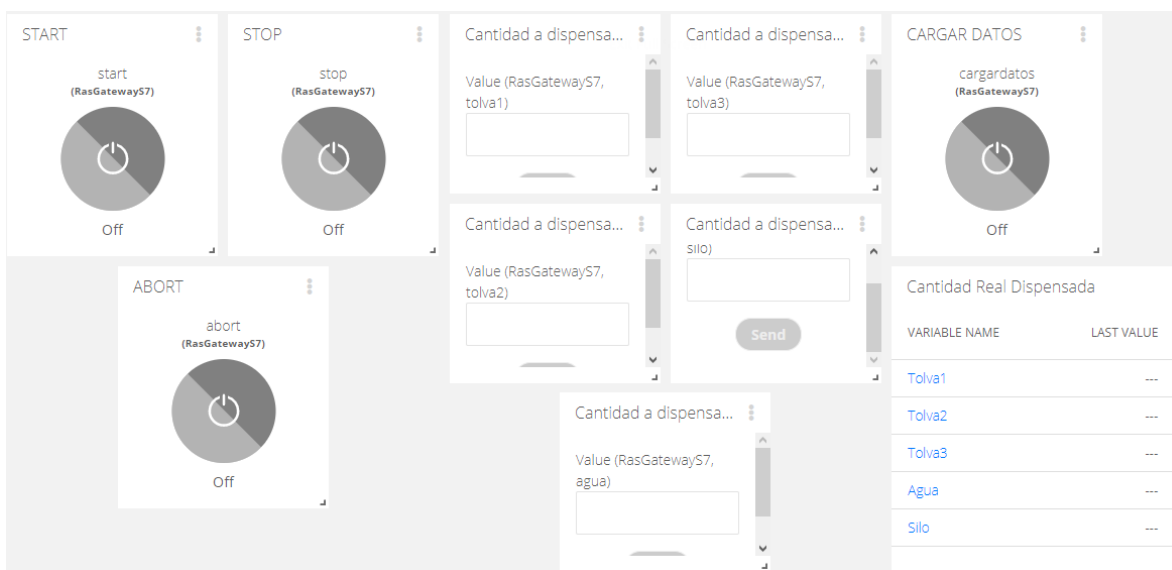 START
start
(RasGatewayS7)
Off
STOP
stop
(RasGatewayS7)
Off
Cantidad a dispensa...
Value (RasGatewayS7,
tolva1)
Cantidad a dispensa...
Value (RasGatewayS7,
tolva3)
CARGAR DATOS
cargardatos
(RasGatewayS7)
Off
ABORT
abort
(RasGatewayS7)
Off
Cantidad a dispensa...
Value (RasGatewayS7,
tolva2)
Cantidad a dispensa...
silo)
Send
Cantidad a dispensa...
Value (RasGatewayS7,
agua)
Cantidad Real Dispensada
VARIABLE NAME LAST VALUE
Tolva1 ---
Tolva2 ---
Tolva3 ---
Agua ---
Silo ---